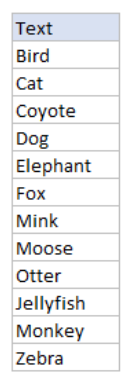 Text
Bird
Cat
Coyote
Dog
Elephant
Fox
Mink
Moose
Otter
Jellyfish
Monkey
Zebra